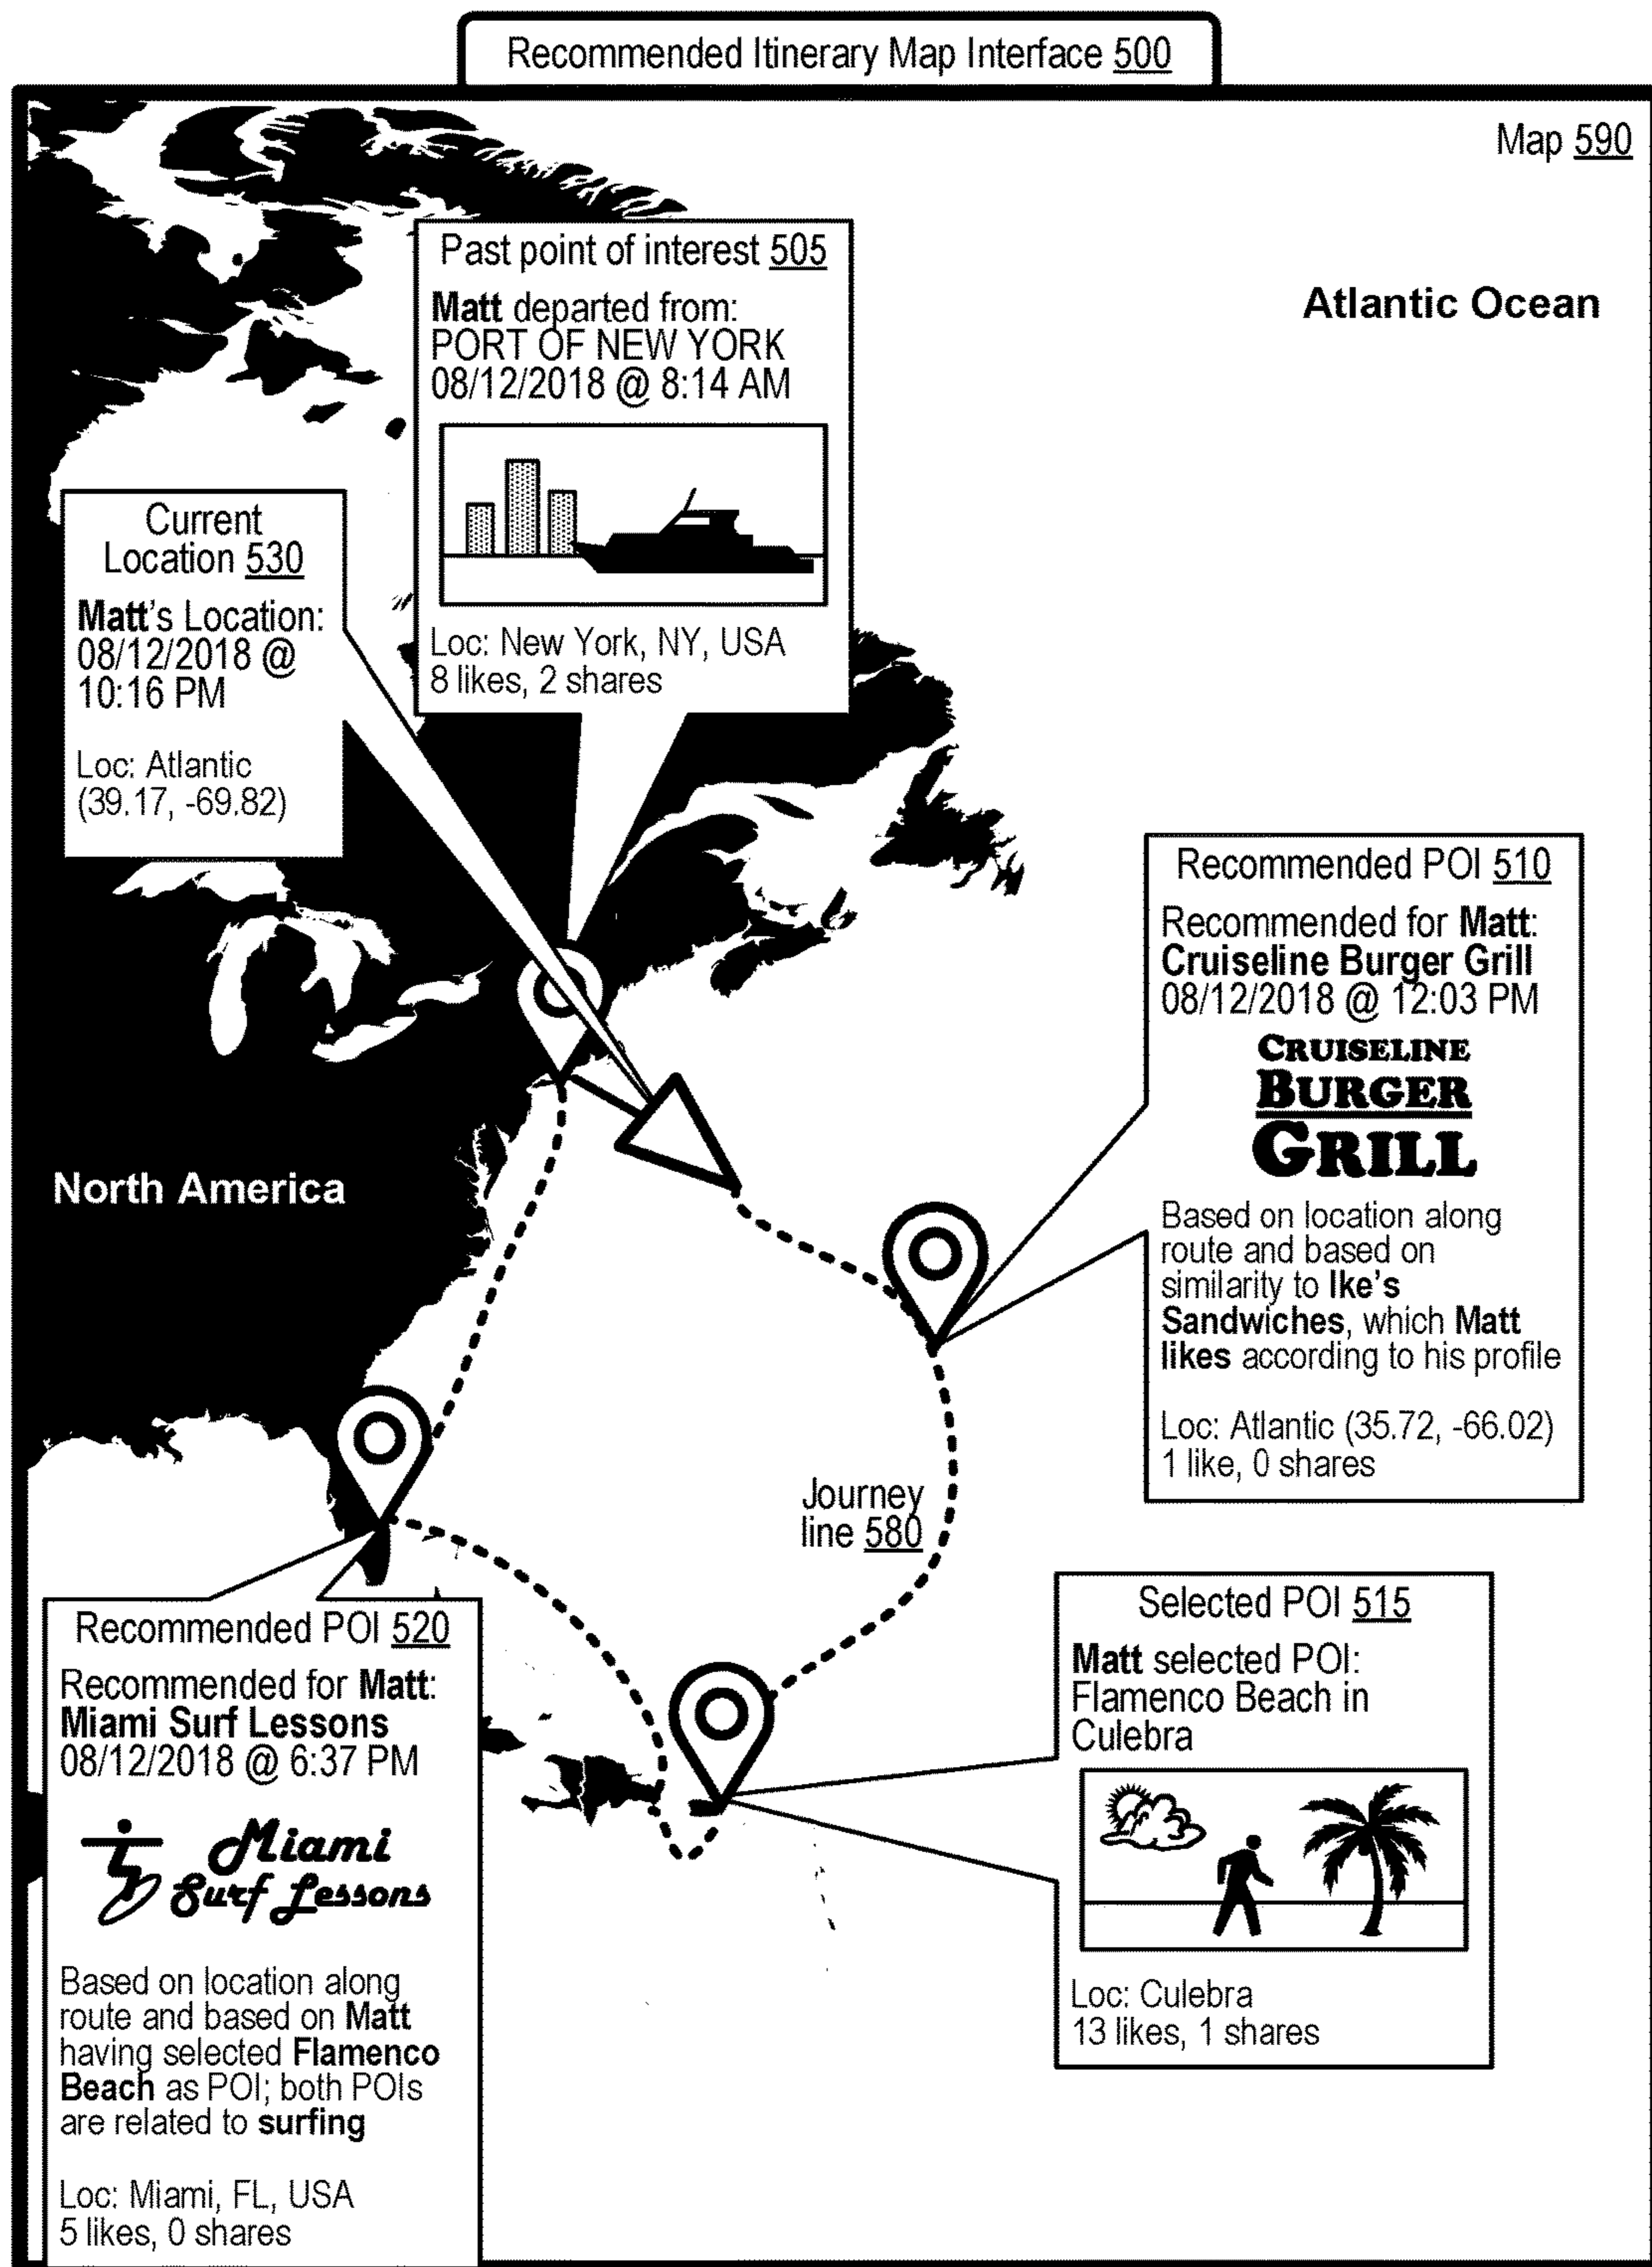 Recommended Itinerary Map Interface 500
Map 590
Atlantic Ocean
Past point of interest 505
Matt departed from:
PORT OF NEW YORK
08/12/2018 @ 8:14 AM
Loc: New York, NY, USA
8 likes, 2 shares
Current
Location 530
Matt's Location:
08/12/2018 @
10:16 PM
Loc: Atlantic
(39.17, -69.82)
North America
Recommended POI 510
Recommended for Matt:
Cruiseline Burger Grill
08/12/2018 @ 12:03 PM
CRUISELINE
BURGER
GRILL
Based on location along
route and based on
similarity to Ike's
Sandwiches, which Matt
likes according to his profile
Loc: Atlantic (35.72, -66.02)
1 like, 0 shares
Journey
line 580
Selected POI 515
Matt selected POI:
Flamenco Beach in
Culebra
Loc: Culebra
13 likes, 1 shares
Recommended POI 520
Recommended for Matt:
Miami Surf Lessons
08/12/2018 @ 6:37 PM
Miami
Surf Lessons
Based on location along
route and based on Matt
having selected Flamenco
Beach as POI; both POIs
are related to surfing
Loc: Miami, FL, USA
5 likes, 0 shares